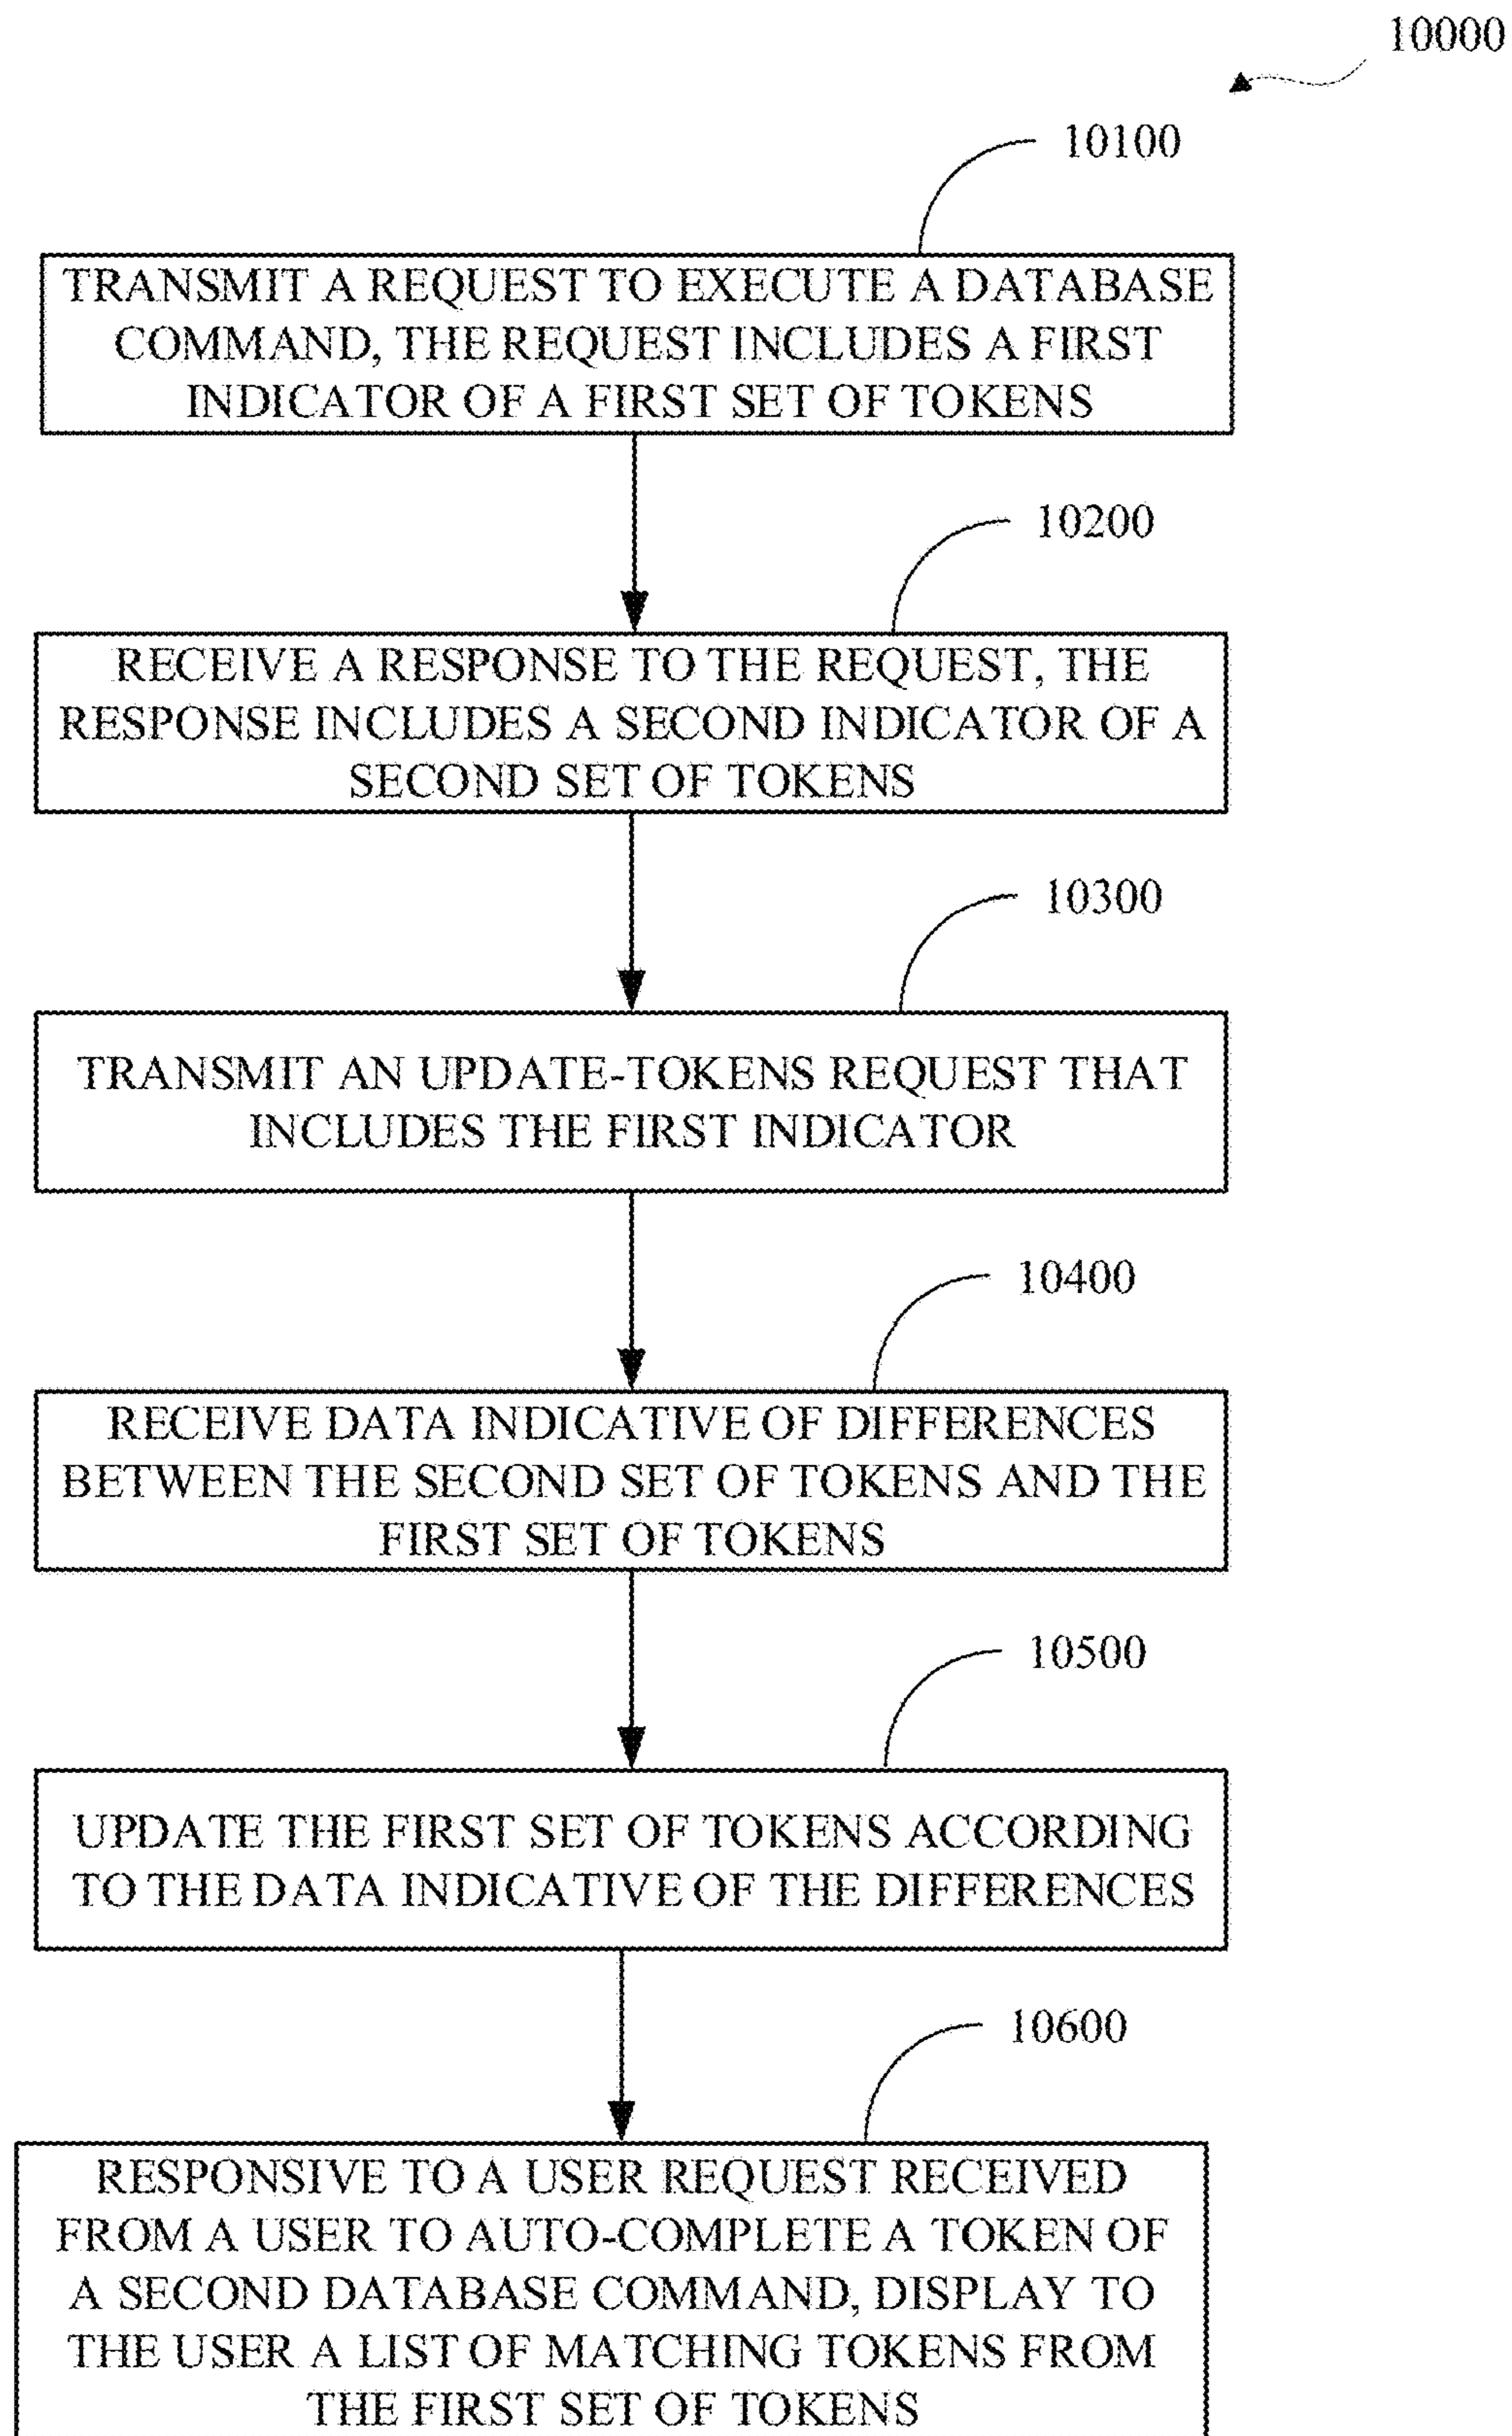 10000
10100
TRANSMIT A REQUEST TO EXECUTE A DATABASE
COMMAND, THE REQUEST INCLUDES A FIRST
INDICATOR OF A FIRST SET OF TOKENS
10200
RECEIVE A RESPONSE TO THE REQUEST, THE
RESPONSE INCLUDES A SECOND INDICATOR OF A
SECOND SET OF TOKENS
10300
TRANSMIT AN UPDATE-TOKENS REQUEST THAT
INCLUDES THE FIRST INDICATOR
10400
RECEIVE DATA INDICATIVE OF DIFFERENCES
BETWEEN THE SECOND SET OF TOKENS AND THE
FIRST SET OF TOKENS
10500
UPDATE THE FIRST SET OF TOKENS ACCORDING
TO THE DATA INDICATIVE OF THE DIFFERENCES
10600
RESPONSIVE TO A USER REQUEST RECEIVED
FROM A USER TO AUTO-COMPLETE A TOKEN OF
A SECOND DATABASE COMMAND, DISPLAY TO
THE USER A LIST OF MATCHING TOKENS FROM
THE FIRST SET OF TOKENS